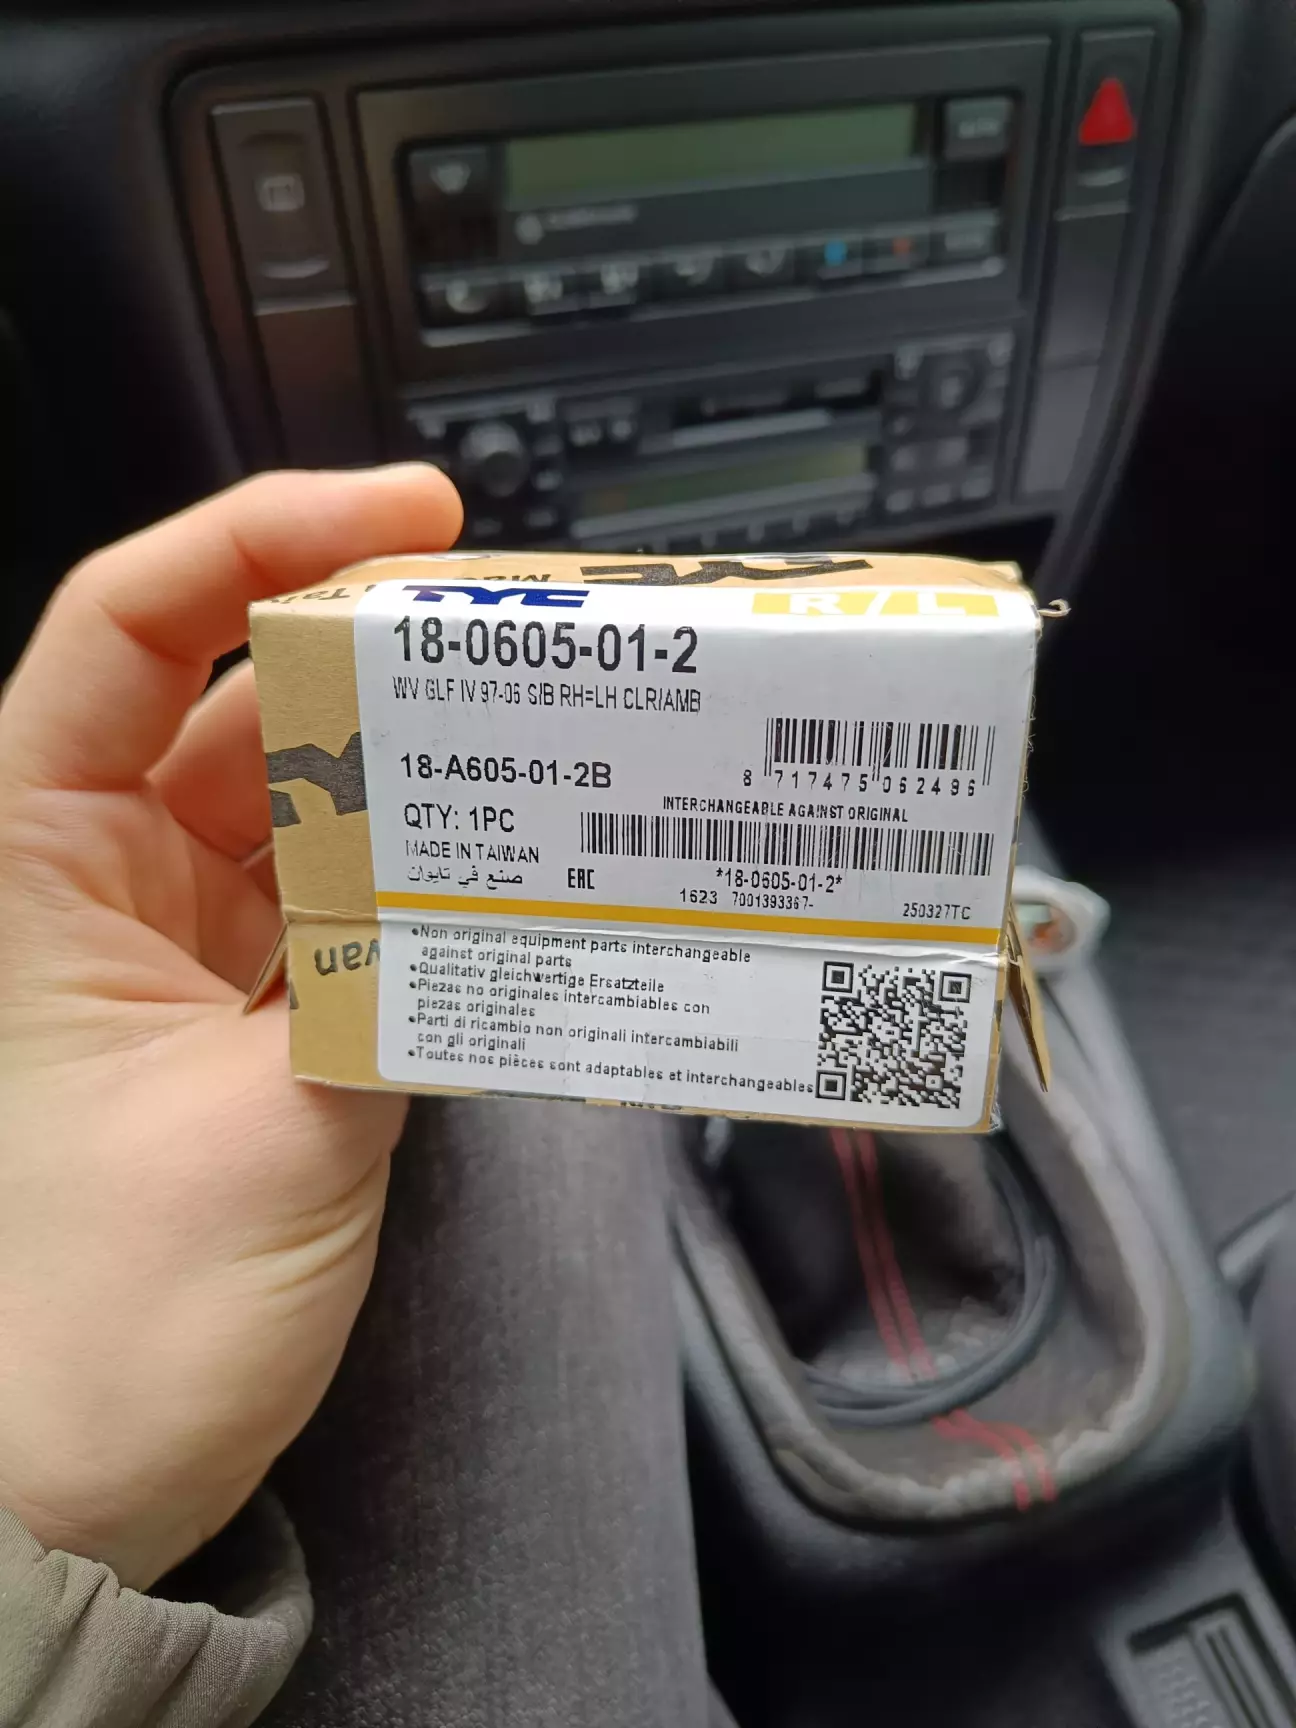 TYC
R/L
18-0605-01-2
WV GLF IV 97-06 S/B RH=LH CLR/AMB
18-A605-01-2B
8 717475 062496
QTY: 1PC
INTERCHANGEABLE AGAINST ORIGINAL
MADE IN TAIWAN
صنع في تايوان
EAC
*18-0605-01-2*
1623 7001393367-
250327TC
•Non original equipment parts interchangeable
against original parts
•Qualitativ gleichwertige Ersatzteile
•Piezas no originales intercambiables con
piezas originales
•Parti di ricambio non originali intercambiabili
con gli originali
•Toutes nos pièces sont adaptables et interchangeables